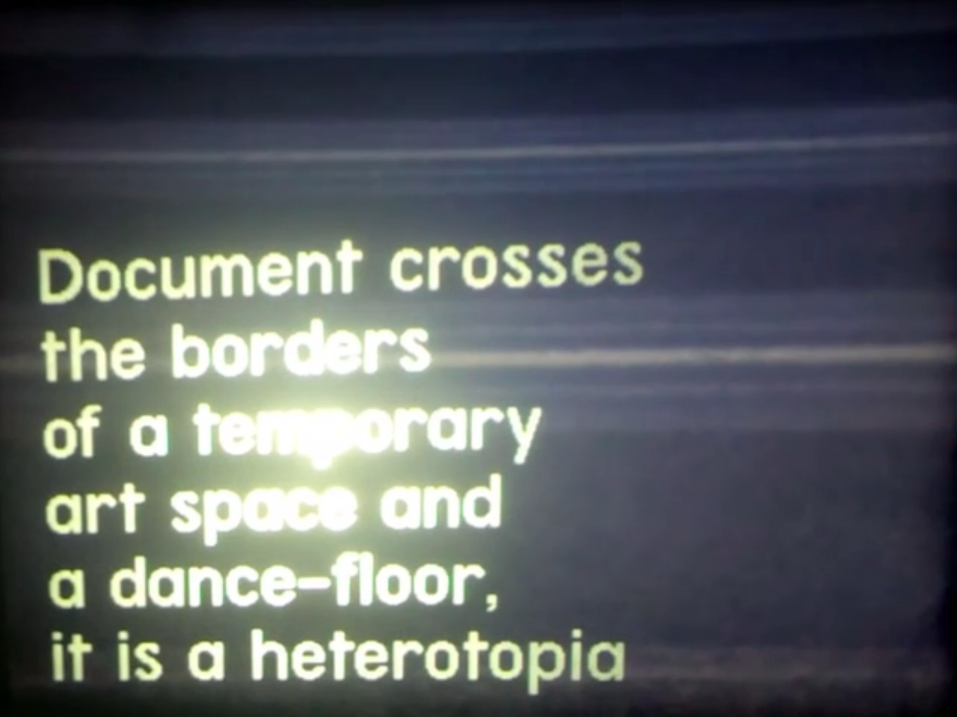 Document crosses
the borders
of a temporary
art space and
a dance-floor,
it is a heterotopia